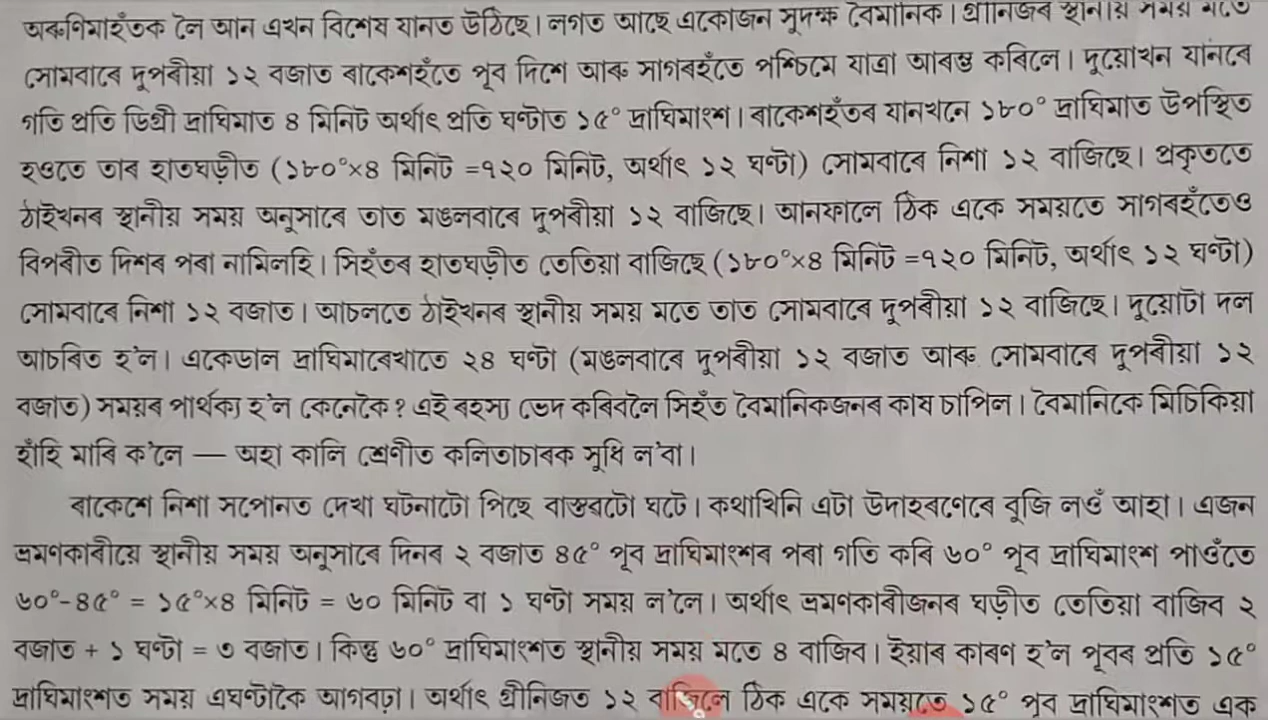 অৰুণিমাহঁতক লৈ আন এখন বিশেষ যানত উঠিছে। লগত আছে একোজন সুদক্ষ বৈমানিক। গ্ৰীনিজৰ স্থানীয় সময় মতে
সোমবাৰে দুপৰীয়া ১২ বজাত ৰাকেশহঁতে পূব দিশে আৰু সাগৰহঁতে পশ্চিমে যাত্ৰা আৰম্ভ কৰিলে। দুয়োখন যানৰে
গতি প্ৰতি ডিগ্ৰী দ্ৰাঘিমাত ৪ মিনিট অৰ্থাৎ প্ৰতি ঘণ্টাত ১৫° দ্ৰাঘিমাংশ। ৰাকেশহঁতৰ যানখনে ১৮০° দ্ৰাঘিমাত উপস্থিত
হওতে তাৰ হাতঘড়ীত (১৮০°×৪ মিনিট =৭২০ মিনিট, অৰ্থাৎ ১২ ঘণ্টা) সোমবাৰে নিশা ১২ বাজিছে। প্ৰকৃততে
ঠাইখনৰ স্থানীয় সময় অনুসাৰে তাত মঙলবাৰে দুপৰীয়া ১২ বাজিছে। আনফালে ঠিক একে সময়তে সাগৰহঁতেও
বিপৰীত দিশৰ পৰা নামিলহি। সিহঁতৰ হাতঘড়ীত তেতিয়া বাজিছে (১৮০°×৪ মিনিট =৭২০ মিনিট, অৰ্থাৎ ১২ ঘণ্টা)
সোমবাৰে নিশা ১২ বজাত। আচলতে ঠাইখনৰ স্থানীয় সময় মতে তাত সোমবাৰে দুপৰীয়া ১২ বাজিছে। দুয়োটা দল
আচৰিত হ'ল। একেডাল দ্ৰাঘিমাৰেখাতে ২৪ ঘণ্টা (মঙলবাৰে দুপৰীয়া ১২ বজাত আৰু সোমবাৰে দুপৰীয়া ১২
বজাত) সময়ৰ পাৰ্থক্য হ'ল কেনেকৈ? এই ৰহস্য ভেদ কৰিবলৈ সিহঁত বৈমানিকজনৰ কাষ চাপিল। বৈমানিকে মিচিকিয়া
হাঁহি মাৰি ক'লে — অহা কালি শ্ৰেণীত কলিতাচাৰক সুধি ল'বা।
ৰাকেশে নিশা সপোনত দেখা ঘটনাটো পিছে বাস্তৱটো ঘটে। কথাখিনি এটা উদাহৰণেৰে বুজি লওঁ আহা। এজন
ভ্ৰমণকাৰীয়ে স্থানীয় সময় অনুসাৰে দিনৰ ২ বজাত ৪৫° পূব দ্ৰাঘিমাংশৰ পৰা গতি কৰি ৬০° পূব দ্ৰাঘিমাংশ পাওঁতে
৬০°-৪৫° = ১৫°×৪ মিনিট = ৬০ মিনিট বা ১ ঘণ্টা সময় ল'লে। অৰ্থাৎ ভ্ৰমণকাৰীজনৰ ঘড়ীত তেতিয়া বাজিব ২
বজাত + ১ ঘণ্টা = ৩ বজাত। কিন্তু ৬০° দ্ৰাঘিমাংশত স্থানীয় সময় মতে ৪ বাজিব। ইয়াৰ কাৰণ হ'ল পূবৰ প্ৰতি ১৫°
দ্ৰাঘিমাংশত সময় এঘণ্টাকৈ আগবঢ়া। অৰ্থাৎ গ্ৰীনিজত ১২ বাজিলে ঠিক একে সময়তে ১৫° পূব দ্ৰাঘিমাংশত এক